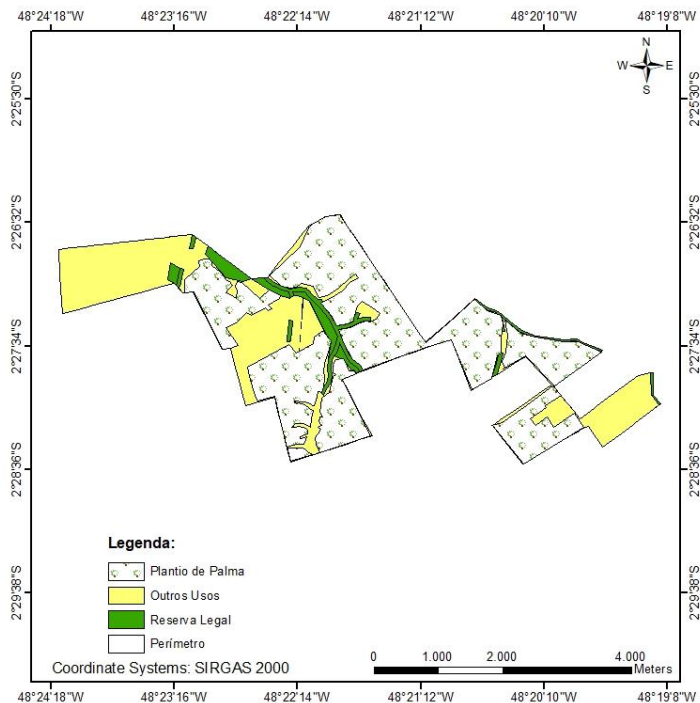 48°24'18"W 48°23'16"W 48°22'14"W 48°21'12"W 48°20'10"W 48°19'8"W
N
W E
S
2°25'30"S 2°25'30"S
2°26'32"S 2°26'32"S
2°27'34"S 2°27'34"S
2°28'36"S 2°28'36"S
2°29'38"S 2°29'38"S
Legenda:
Plantio de Palma
Outros Usos
Reserva Legal
Perímetro
Coordinate Systems: SIRGAS 2000
0 1.000 2.000 4.000
Meters
48°24'18"W 48°23'16"W 48°22'14"W 48°21'12"W 48°20'10"W 48°19'8"W